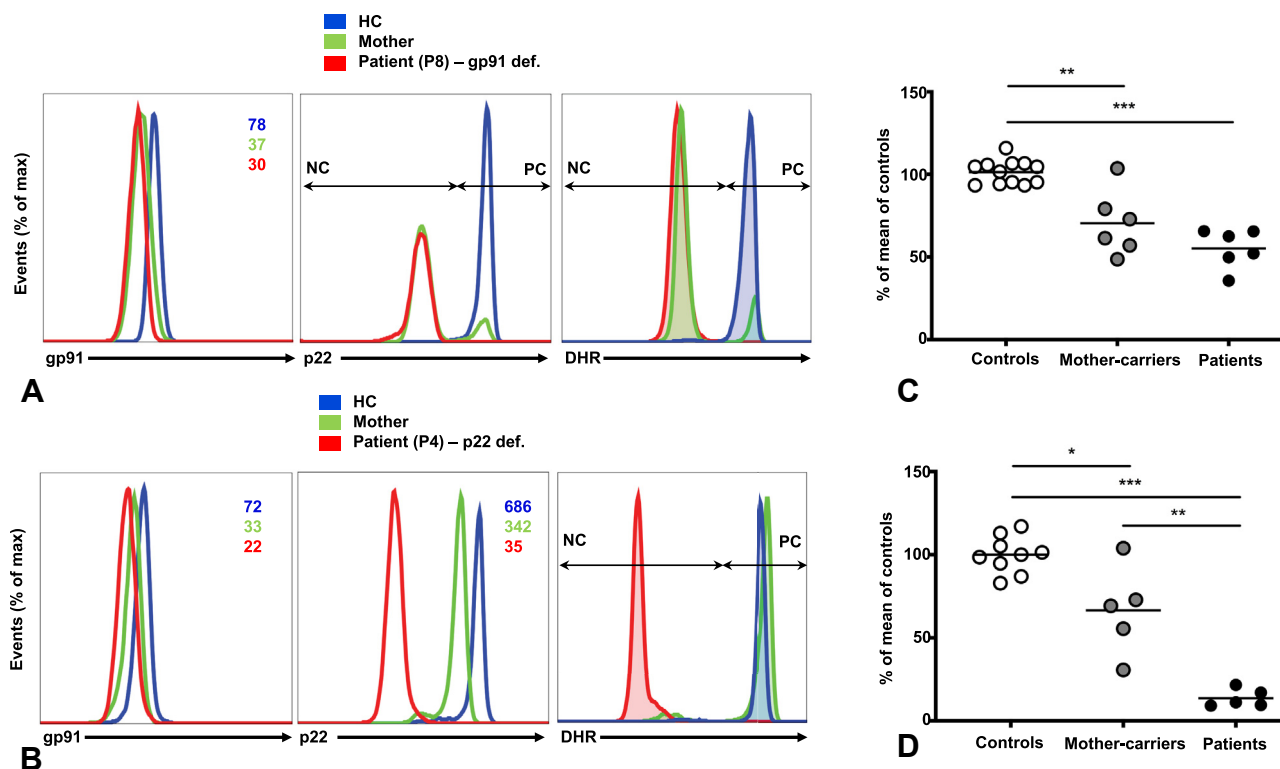 HC
Mother
Patient (P8) – gp91 def.
Events (% of max)
78
37
30
gp91
NC
PC
p22
NC
PC
DHR
A
**
***
% of mean of controls
150
100
50
0
Controls
Mother-carriers
Patients
C
HC
Mother
Patient (P4) – p22 def.
Events (% of max)
72
33
22
gp91
686
342
35
p22
NC
PC
DHR
B
*
***
**
% of mean of controls
150
100
50
0
Controls
Mother-carriers
Patients
D